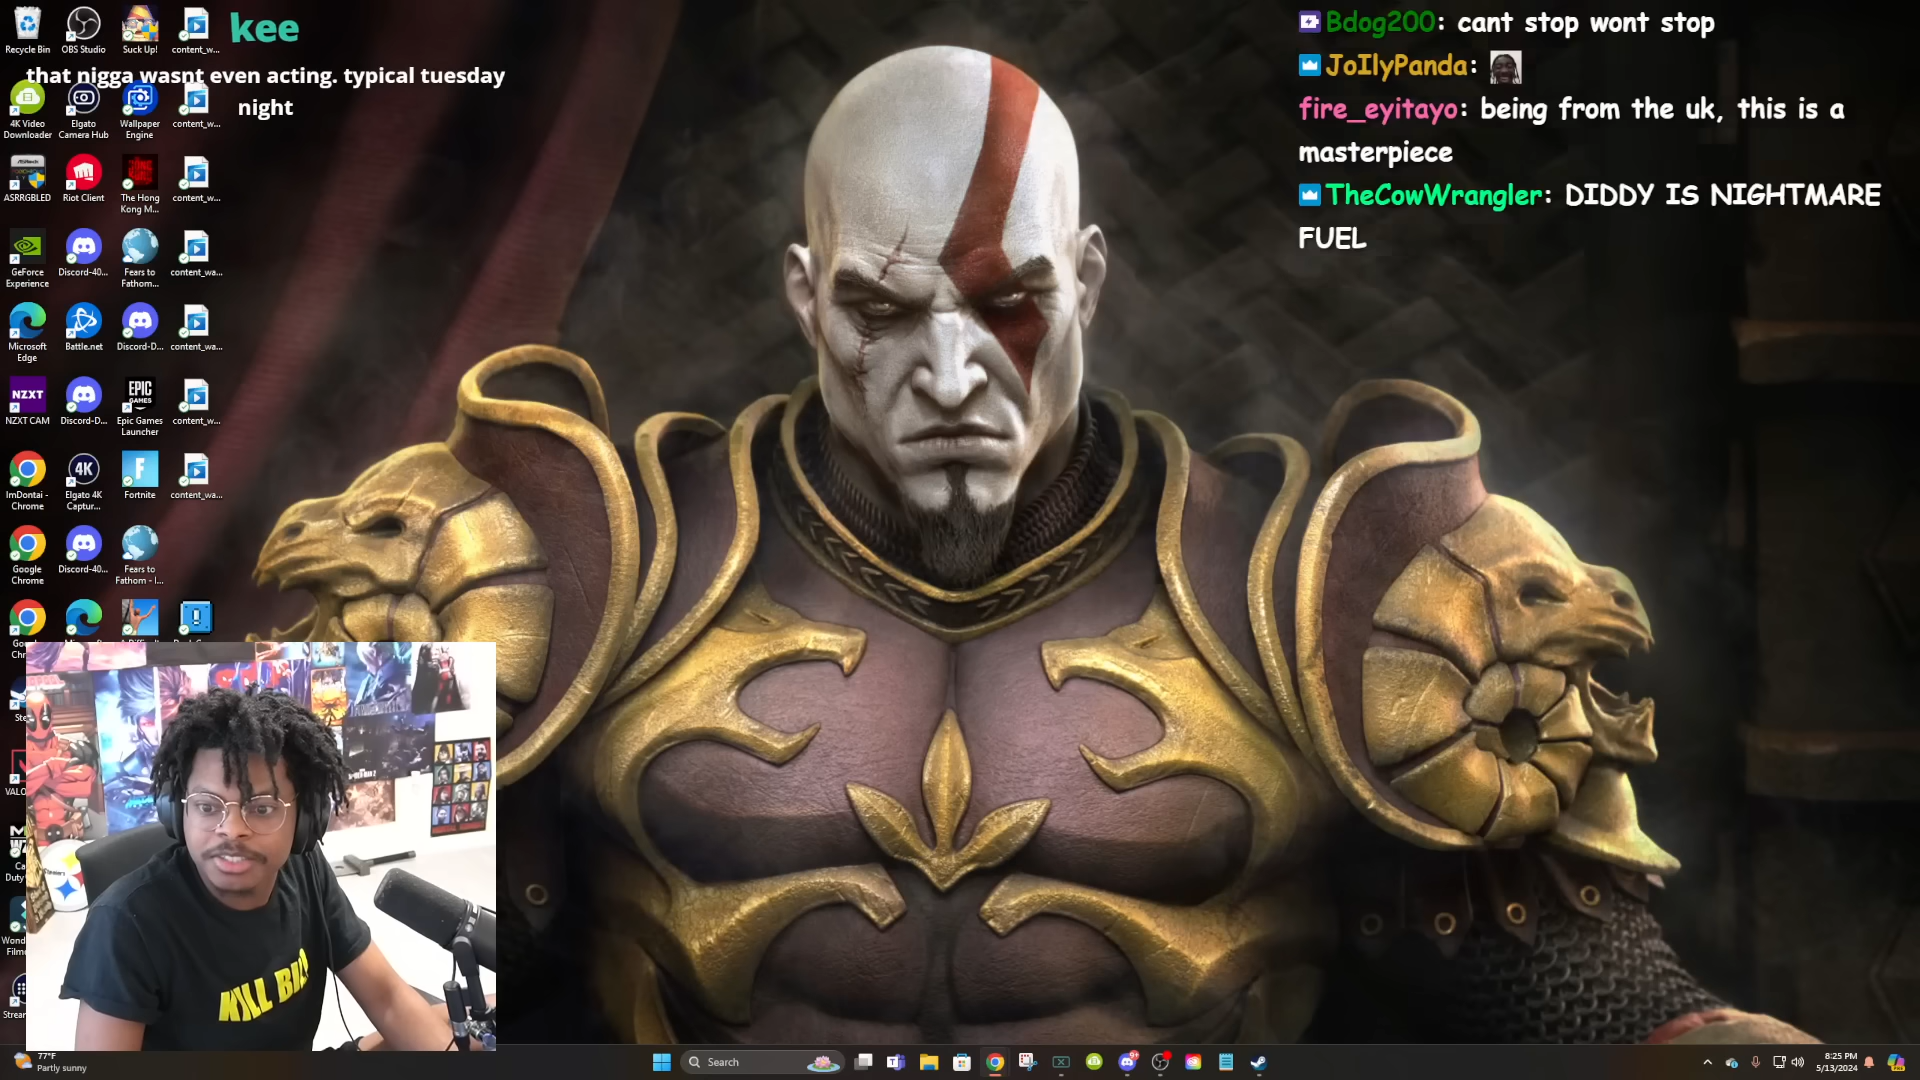 kee
that nigga wasnt even acting. typical tuesday
night
Bdog200: cant stop wont stop
JoIlyPanda:
fire_eyitayo: being from the uk, this is a
masterpiece
TheCowWrangler: DIDDY IS NIGHTMARE
FUEL
Recycle Bin
OBS Studio
Suck Up!
content_w...
4K Video
Downloader
Elgato
Camera Hub
Wallpaper
Engine
content_w...
ASRRGBLED
Riot Client
The Hong
Kong M...
content_w...
GeForce
Experience
Discord-40...
Fears to
Fathom...
content_wa...
Microsoft
Edge
Battle.net
Discord-D...
content_wa...
NZXT
NZXT CAM
Discord-D...
EPIC
GAMES
Epic Games
Launcher
content_wa...
ImDontai -
Chrome
4K
Elgato 4K
Captur...
F
Fortnite
content_wa...
Google
Chrome
Discord-40...
Fears to
Fathom - I...
Steelers
KILL BILL
77°F
Partly sunny
Search
8:25 PM
5/13/2024